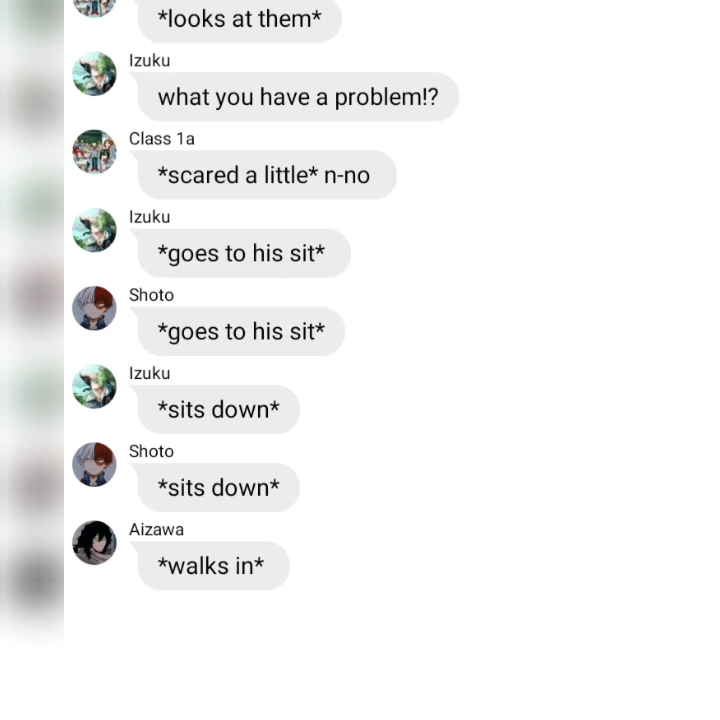 *looks at them*
Izuku
what you have a problem!?
Class 1a
*scared a little* n-no
Izuku
*goes to his sit*
Shoto
*goes to his sit*
Izuku
*sits down*
Shoto
*sits down*
Aizawa
*walks in*